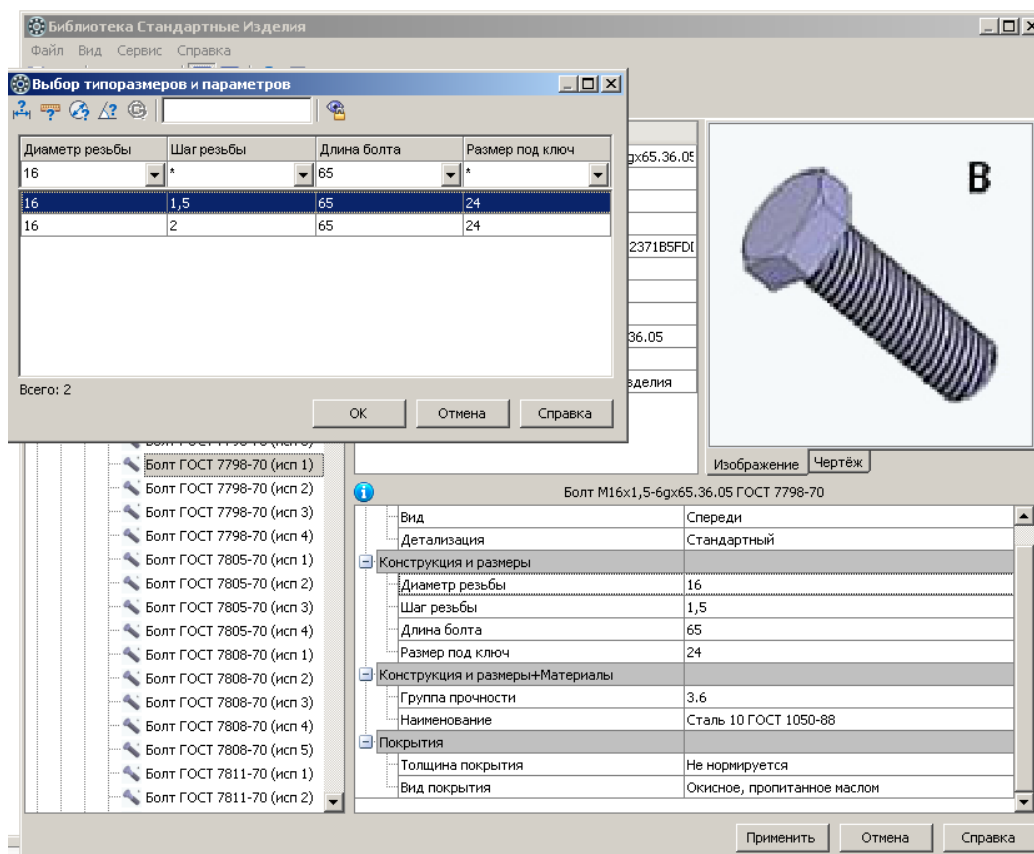 Библиотека Стандартные Изделия
Файл Вид Сервис Справка
Выбор типоразмеров и параметров
Диаметр резьбы Шаг резьбы Длина болта Размер под ключ
16 * 65 *
16 1,5 65 24
16 2 65 24
Всего: 2
ОК Отмена Справка
gx65.36.05
2371B5FD
36.05
зделия
B
Изображение Чертёж
Болт ГОСТ 7798-70 (исп 1)
Болт ГОСТ 7798-70 (исп 2)
Болт ГОСТ 7798-70 (исп 3)
Болт ГОСТ 7798-70 (исп 4)
Болт ГОСТ 7805-70 (исп 1)
Болт ГОСТ 7805-70 (исп 2)
Болт ГОСТ 7805-70 (исп 3)
Болт ГОСТ 7805-70 (исп 4)
Болт ГОСТ 7808-70 (исп 1)
Болт ГОСТ 7808-70 (исп 2)
Болт ГОСТ 7808-70 (исп 3)
Болт ГОСТ 7808-70 (исп 4)
Болт ГОСТ 7808-70 (исп 5)
Болт ГОСТ 7811-70 (исп 1)
Болт ГОСТ 7811-70 (исп 2)
Болт M16x1,5-6gx65.36.05 ГОСТ 7798-70
Вид Спереди
Детализация Стандартный
Конструкция и размеры
Диаметр резьбы 16
Шаг резьбы 1,5
Длина болта 65
Размер под ключ 24
Конструкция и размеры+Материалы
Группа прочности 3.6
Наименование Сталь 10 ГОСТ 1050-88
Покрытия
Толщина покрытия Не нормируется
Вид покрытия Окисное, пропитанное маслом
Применить Отмена Справка